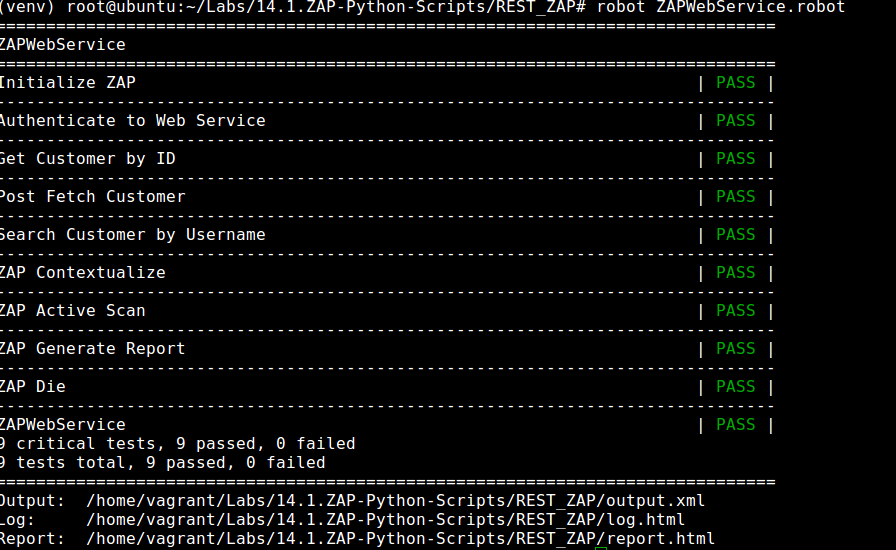 (venv) root@ubuntu:~/Labs/14.1.ZAP-Python-Scripts/REST_ZAP# robot ZAPWebService.robot
==============================================================================
ZAPWebService
==============================================================================
Initialize ZAP | PASS |
------------------------------------------------------------------------------
Authenticate to Web Service | PASS |
------------------------------------------------------------------------------
Get Customer by ID | PASS |
------------------------------------------------------------------------------
Post Fetch Customer | PASS |
------------------------------------------------------------------------------
Search Customer by Username | PASS |
------------------------------------------------------------------------------
ZAP Contextualize | PASS |
------------------------------------------------------------------------------
ZAP Active Scan | PASS |
------------------------------------------------------------------------------
ZAP Generate Report | PASS |
------------------------------------------------------------------------------
ZAP Die | PASS |
------------------------------------------------------------------------------
ZAPWebService | PASS |
9 critical tests, 9 passed, 0 failed
9 tests total, 9 passed, 0 failed
==============================================================================
Output: /home/vagrant/Labs/14.1.ZAP-Python-Scripts/REST_ZAP/output.xml
Log: /home/vagrant/Labs/14.1.ZAP-Python-Scripts/REST_ZAP/log.html
Report: /home/vagrant/Labs/14.1.ZAP-Python-Scripts/REST_ZAP/report.html